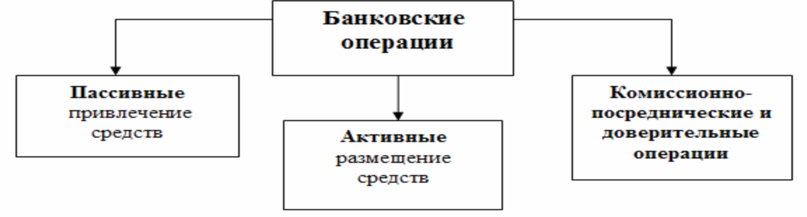 Банковские
операции
Пассивные
привлечение
средств
Активные
размещение
средств
Комиссионно-
посреднические и
доверительные
операции